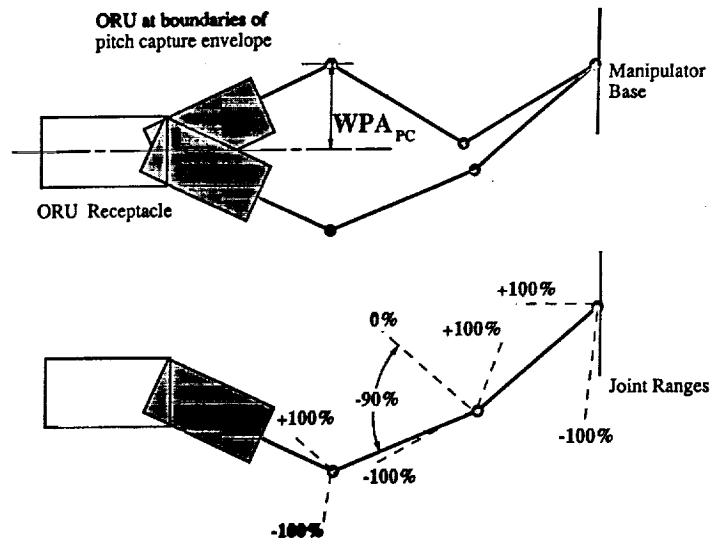 ORU at boundaries of
pitch capture envelope
Manipulator
Base
WPA PC
ORU Receptacle
+100%
0%
+100%
-90%
Joint Ranges
+100%
-100%
-100%
-100%